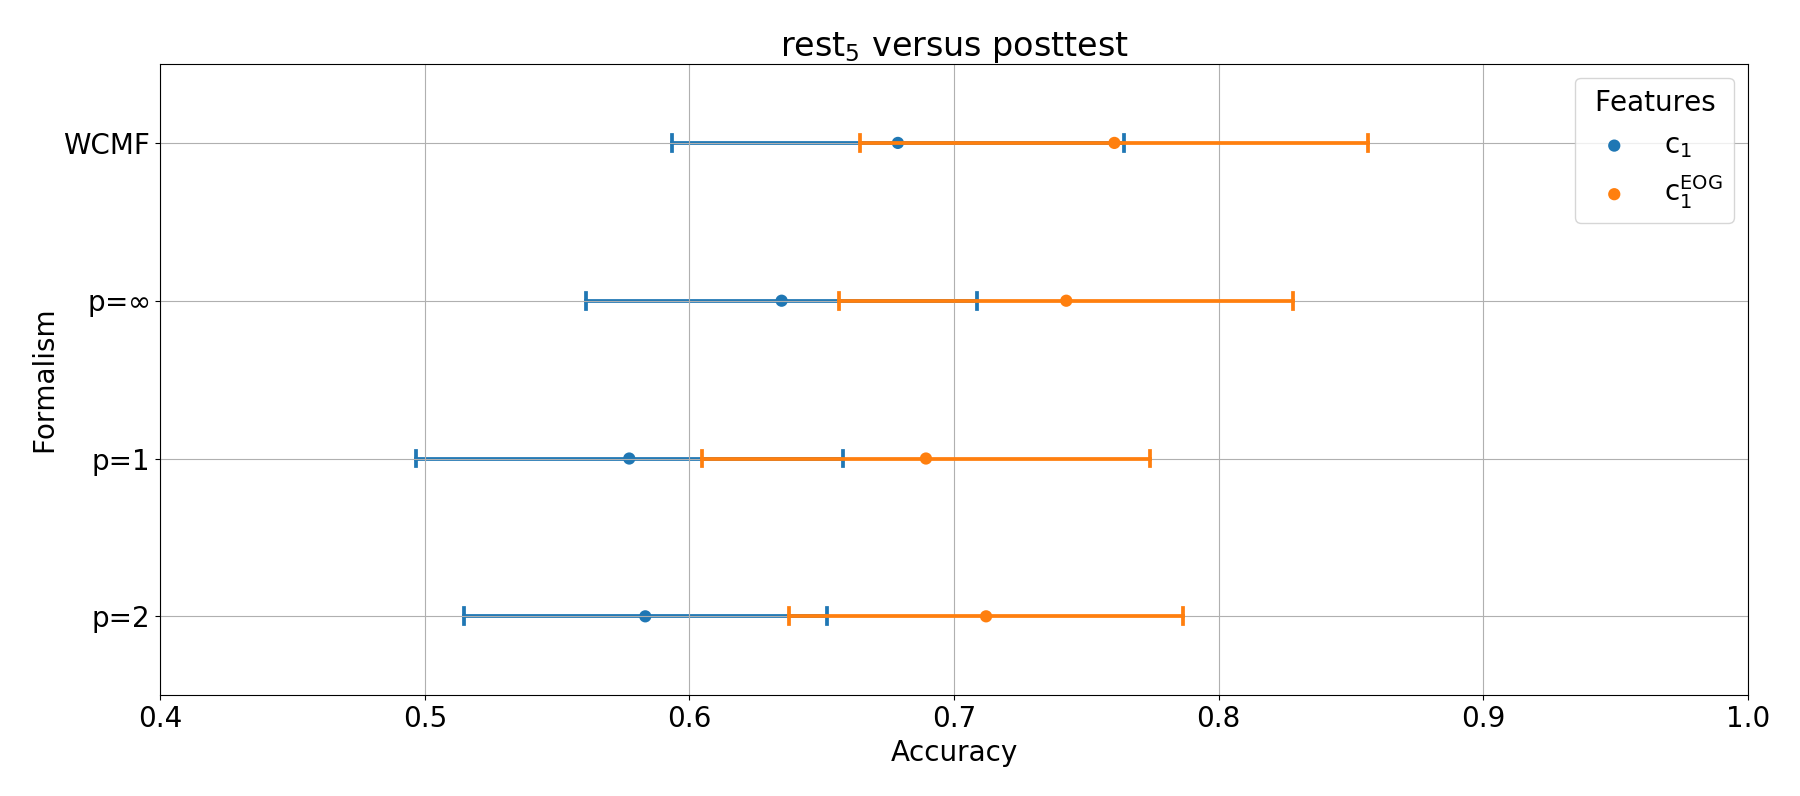 rest₅ versus posttest
Features
c₁
c₁ᴱᴼᴳ
WCMF
p=∞
p=1
p=2
Formalism
0.4 0.5 0.6 0.7 0.8 0.9 1.0
Accuracy